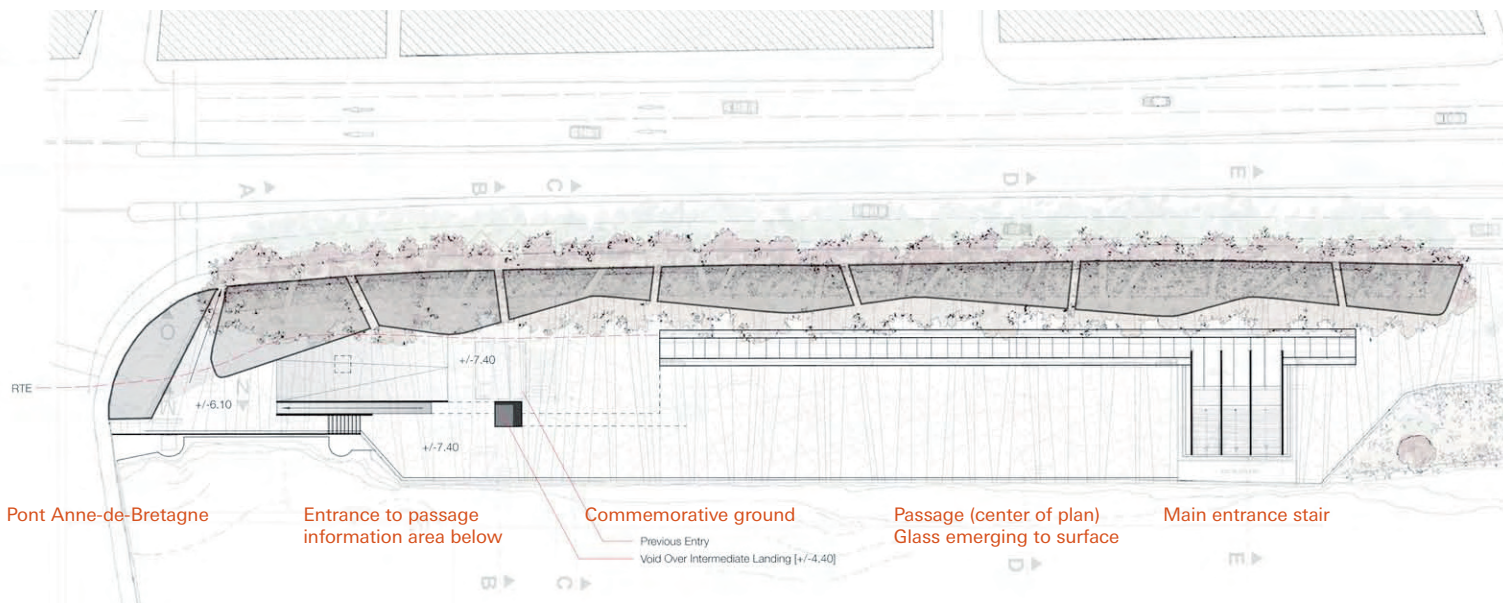 A
B
C
D
E
RTE
O
N
+/-7.40
+/-6.10
+/-7.40
Pont Anne-de-Bretagne
Entrance to passage
information area below
Commemorative ground
Previous Entry
Void Over Intermediate Landing [+/-4.40]
Passage (center of plan)
Glass emerging to surface
Main entrance stair
B
C
D
E